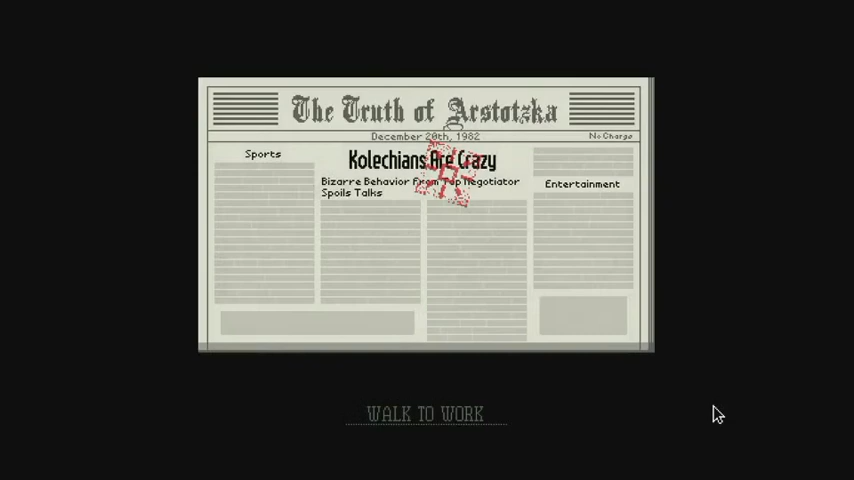 The Truth of Arstotzka
December 20th, 1982
No Charge
Sports
Kolechians Are Crazy
Bizarre Behavior From Top Negotiator
Spoils Talks
Entertainment
WALK TO WORK